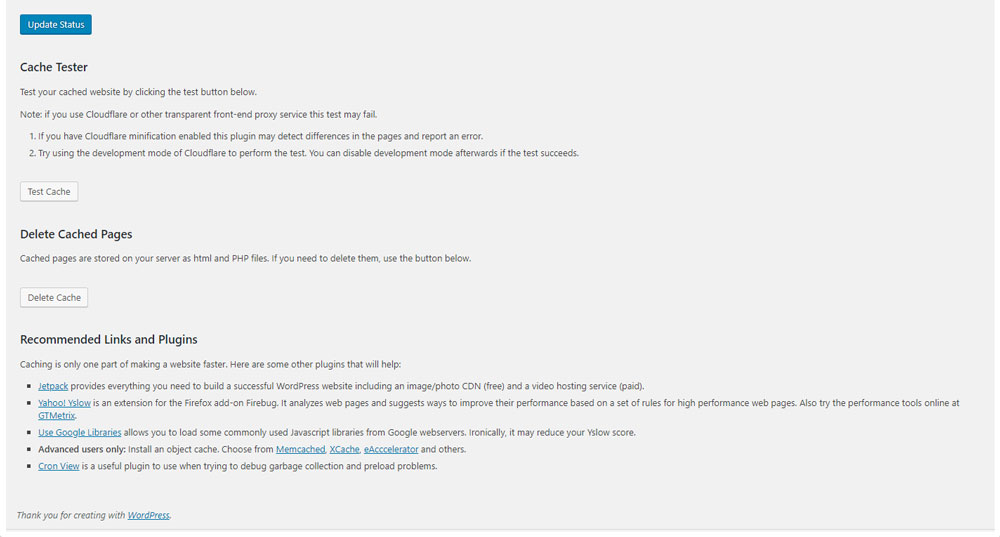 Update Status
Cache Tester
Test your cached website by clicking the test button below.
Note: if you use Cloudflare or other transparent front-end proxy service this test may fail.
1. If you have Cloudflare minification enabled this plugin may detect differences in the pages and report an error.
2. Try using the development mode of Cloudflare to perform the test. You can disable development mode afterwards if the test succeeds.
Test Cache
Delete Cached Pages
Cached pages are stored on your server as html and PHP files. If you need to delete them, use the button below.
Delete Cache
Recommended Links and Plugins
Caching is only one part of making a website faster. Here are some other plugins that will help:
Jetpack provides everything you need to build a successful WordPress website including an image/photo CDN (free) and a video hosting service (paid).
Yahoo! Yslow is an extension for the Firefox add-on Firebug. It analyzes web pages and suggests ways to improve their performance based on a set of rules for high performance web pages. Also try the performance tools online at
GTMetrix.
Use Google Libraries allows you to load some commonly used Javascript libraries from Google webservers. Ironically, it may reduce your Yslow score.
Advanced users only: Install an object cache. Choose from Memcached, XCache, eAcccelerator and others.
Cron View is a useful plugin to use when trying to debug garbage collection and preload problems.
Thank you for creating with WordPress.